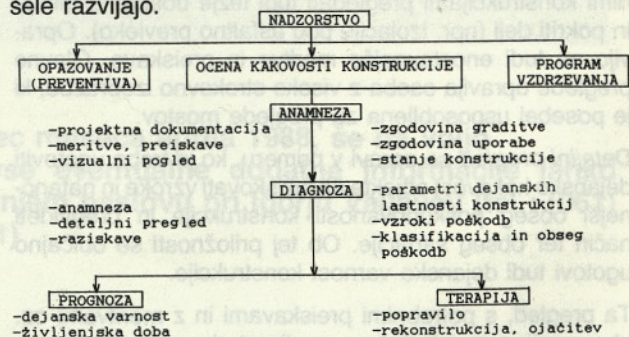 sele razvijajo.
NADZORSTVO
OPAZOVANJE
(PREVENTIVA)
OCENA KAKOVOSTI KONSTRUKCIJE
PROGRAM
VZDRŽEVANJA
ANAMNEZA
-projektna dokumentacija
-meritve, preiskave
-vizualni pogled
-zgodovina graditve
-zgodovina uporabe
-stanje konstrukcije
DIAGNOZA
-anamneza
-detaljni pregled
-raziskave
-parametri dejanskih
lastnosti konstrukcij
-vzroki poškodb
-klasifikacija in obseg
poškodb
PROGNOZA
-dejanska varnost
-življenjska doba
TERAPIJA
-popravilo
-rekonstrukcija, ojačitev